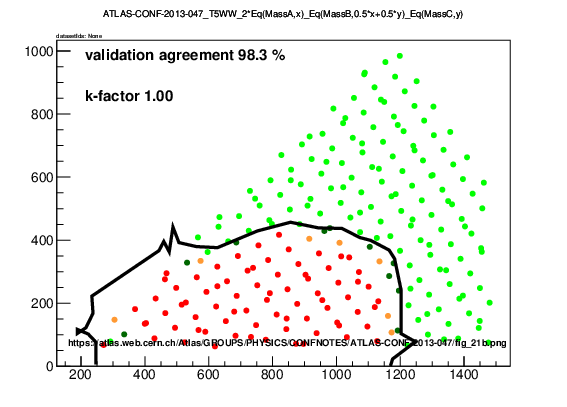 ATLAS-CONF-2013-047_T5WW_2*Eq(MassA,x)_Eq(MassB,0.5*x+0.5*y)_Eq(MassC,y)
datasetIds: None
1000
validation agreement 98.3 %
k-factor 1.00
800
600
400
200
https://atlas.web.cern.ch/Atlas/GROUPS/PHYSICS/CONFNOTES/ATLAS-CONF-2013-047/fig_21b.png
0
200 400 600 800 1000 1200 1400